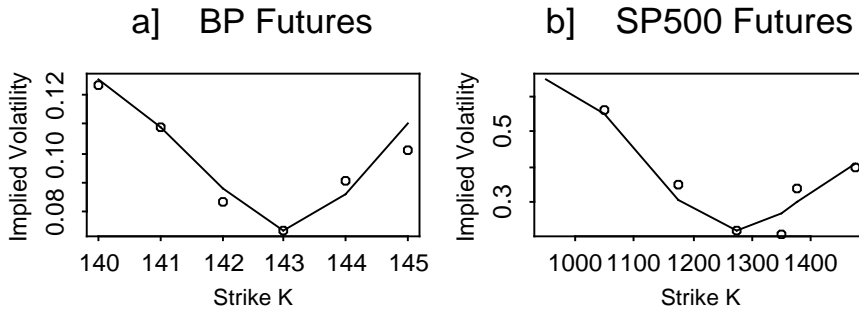 a] BP Futures
Implied Volatility
0.12
0.10
0.08
140 141 142 143 144 145
Strike K
b] SP500 Futures
Implied Volatility
0.5
0.3
1000 1100 1200 1300 1400
Strike K